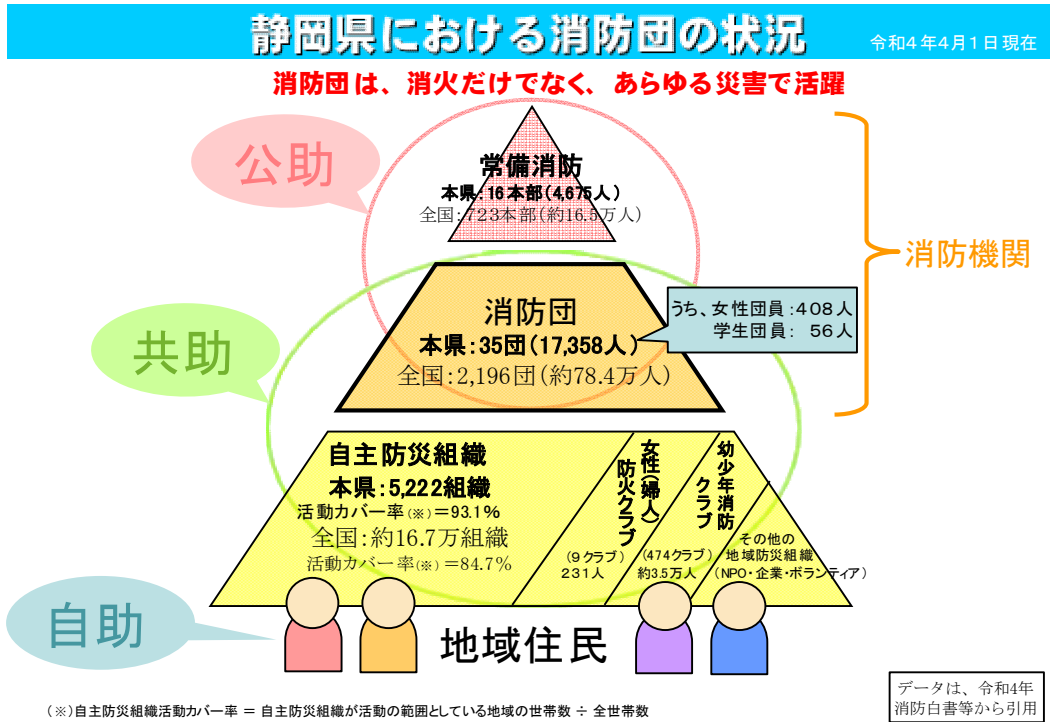 静岡県における消防団の状況
令和4年4月1日現在
消防団は、消火だけでなく、あらゆる災害で活躍
公助
常備消防
本県:16本部(4,675人)
全国:723本部(約16.5万人)
消防機関
共助
消防団
本県:35団(17,358人)
全国:2,196団(約78.4万人)
うち、女性団員:408人
学生団員: 56人
自主防災組織
本県:5,222組織
活動カバー率(※)=93.1%
全国:約16.7万組織
活動カバー率(※)=84.7%
女性(婦人)
防火クラブ
(9クラブ)
231人
幼少年消防
クラブ
(474クラブ)
約3.5万人
その他の
地域防災組織
(NPO・企業・ボランティア)
自助
地域住民
(※)自主防災組織活動カバー率 = 自主防災組織が活動の範囲としている地域の世帯数 ÷ 全世帯数
データは、令和4年
消防白書等から引用